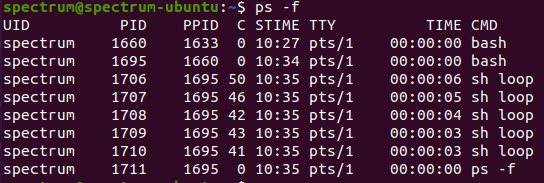 spectrum@spectrum-ubuntu:~$ ps -f
UID PID PPID C STIME TTY TIME CMD
spectrum 1660 1633 0 10:27 pts/1 00:00:00 bash
spectrum 1695 1660 0 10:34 pts/1 00:00:00 bash
spectrum 1706 1695 50 10:35 pts/1 00:00:06 sh loop
spectrum 1707 1695 46 10:35 pts/1 00:00:05 sh loop
spectrum 1708 1695 42 10:35 pts/1 00:00:04 sh loop
spectrum 1709 1695 43 10:35 pts/1 00:00:03 sh loop
spectrum 1710 1695 41 10:35 pts/1 00:00:03 sh loop
spectrum 1711 1695 0 10:35 pts/1 00:00:00 ps -f